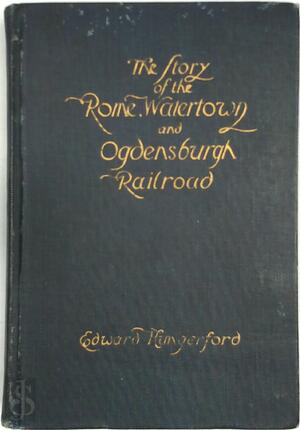 The Story
of the
Rome, Watertown
and
Ogdensburgh
Railroad
Edward Hungerford